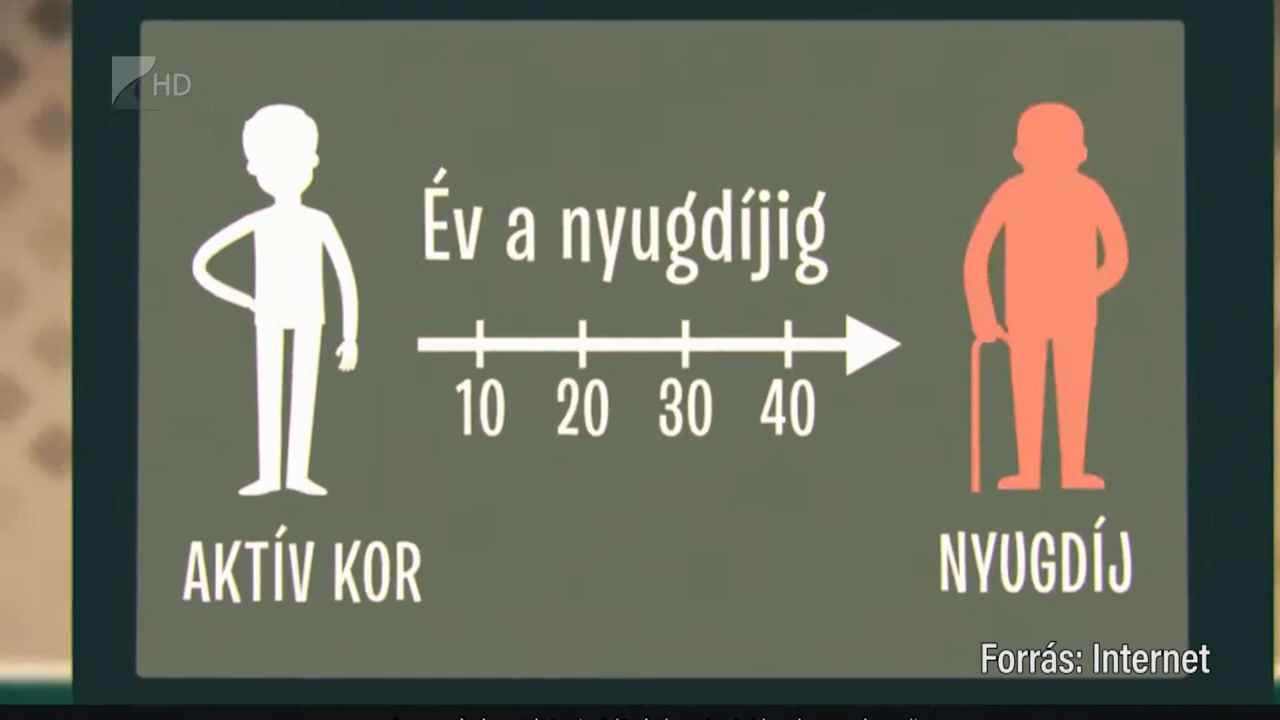 HD
Év a nyugdíjig
10 20 30 40
AKTÍV KOR
NYUGDÍJ
Forrás: Internet